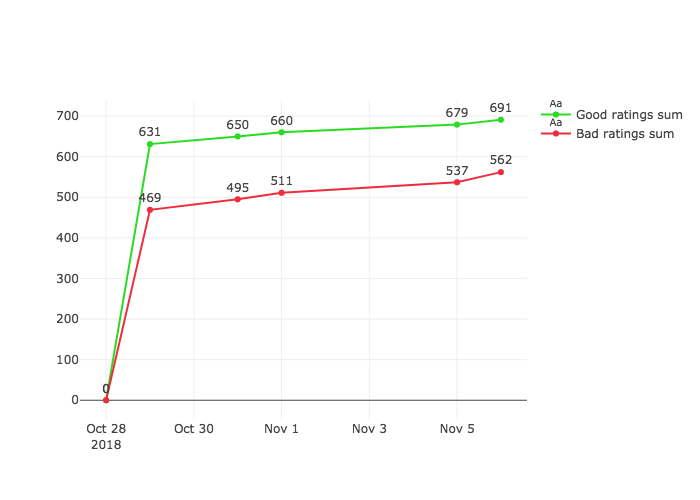 Aa
Good ratings sum
Aa
Bad ratings sum
700
600
500
400
300
200
100
0
631
650
660
679
691
469
495
511
537
562
0
Oct 28
2018
Oct 30
Nov 1
Nov 3
Nov 5